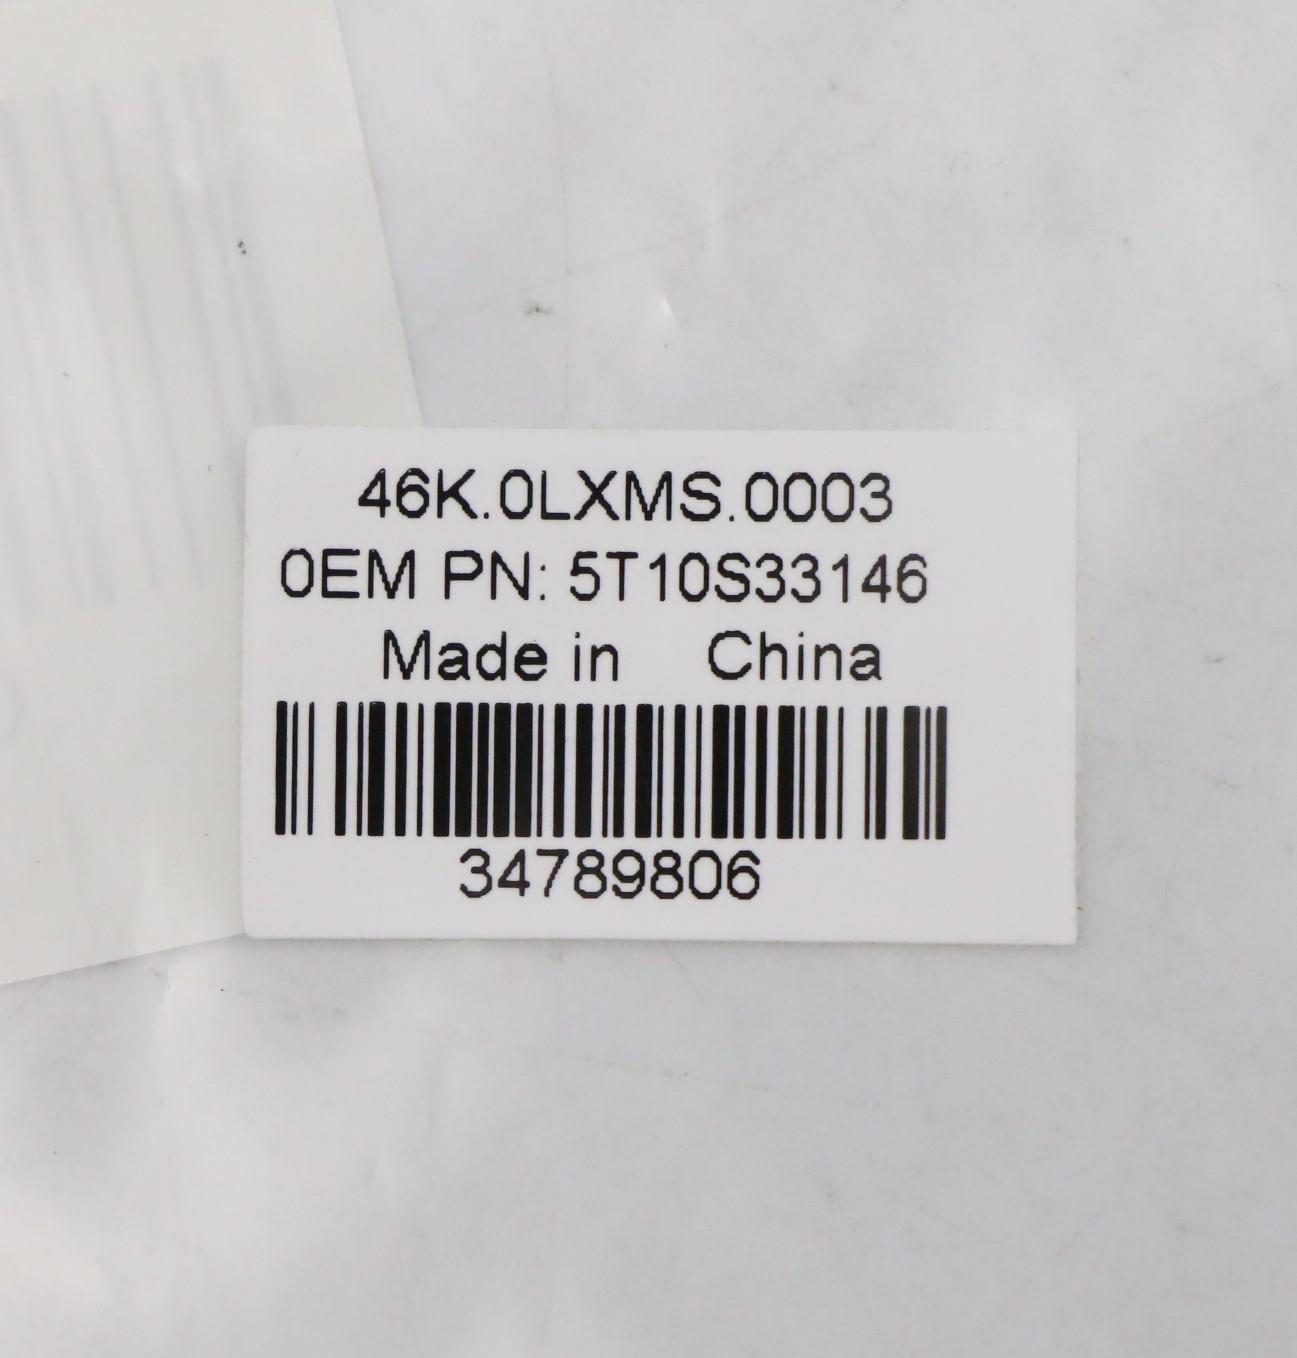 46K.0LXMS.0003
0EM PN: 5T10S33146
Made in China
34789806